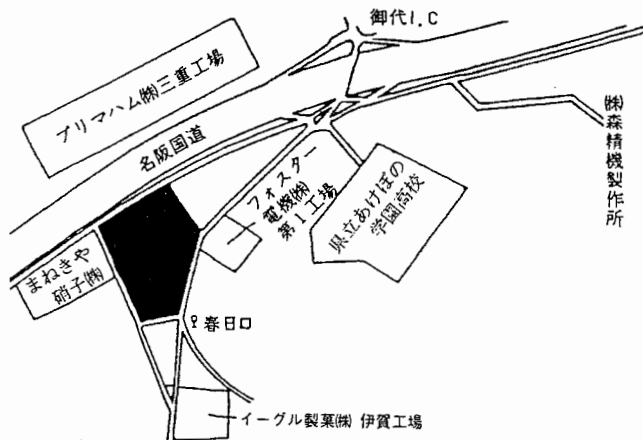 御代I.C
プリマハム㈱三重工場
名阪国道
㈱森精機製作所
フォスター
電機㈱
第1工場
県立あけぼの
学園高校
まねきや
硝子㈱
春日口
イーグル製菓㈱ 伊賀工場